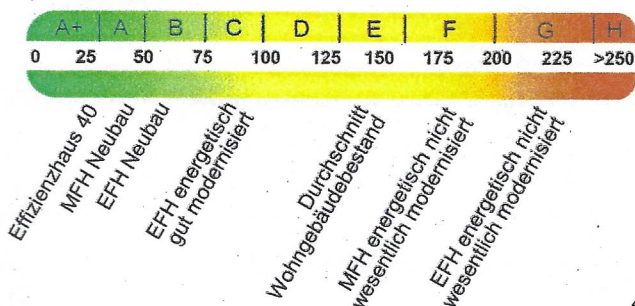 A+ A B C D E F G H
0 25 50 75 100 125 150 175 200 225 >250
Effizienzhaus 40
MFH Neubau
EFH Neubau
EFH energetisch
gut modernisiert
Durchschnitt
Wohngebäudebestand
MFH energetisch nicht
wesentlich modernisiert
EFH energetisch nicht
wesentlich modernisiert